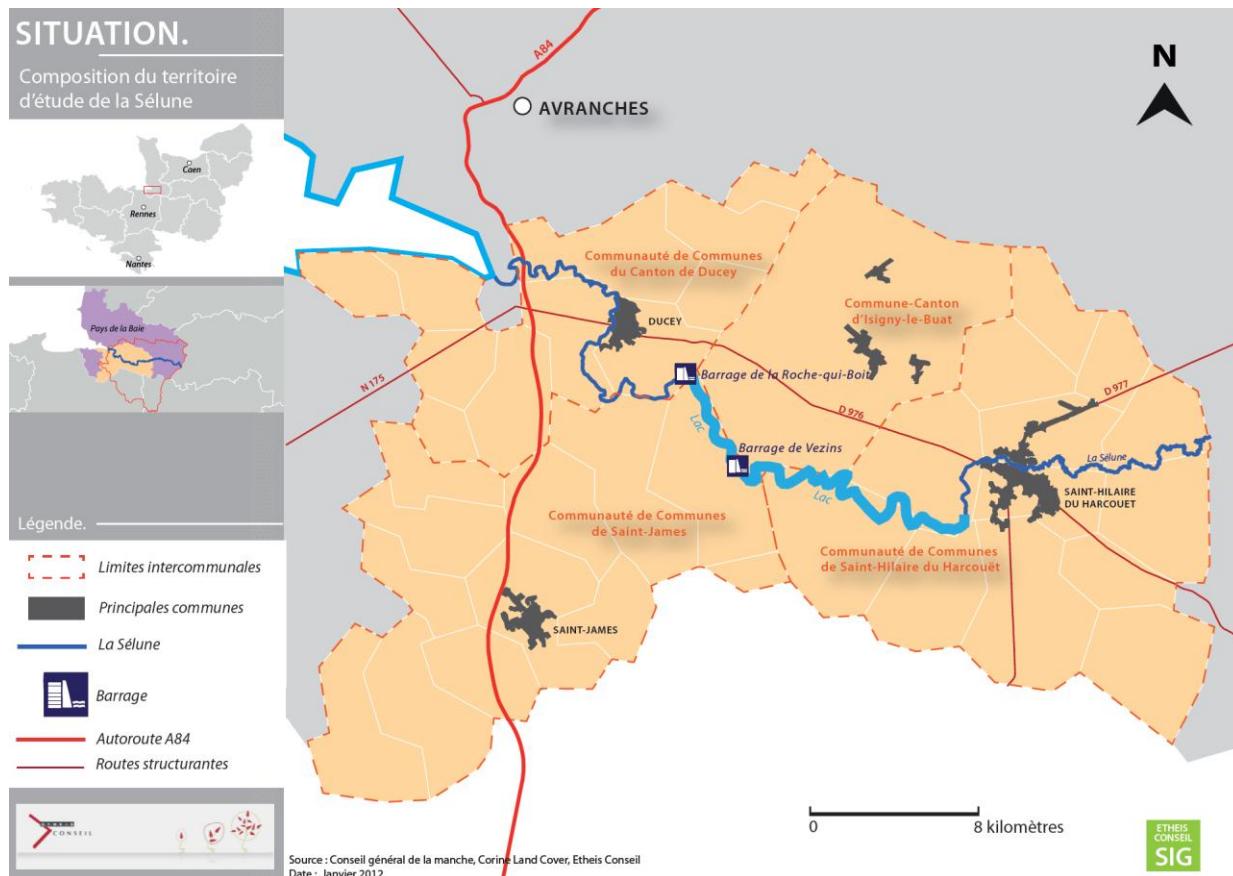 SITUATION.
Composition du territoire
d'étude de la Sélune
Caen
Rennes
Nantes
Pays de la Baie
Légende.
Limites intercommunales
Principales communes
La Sélune
Barrage
Autoroute A84
Routes structurantes
CONSEIL
A84
AVRANCHES
N
Communauté de Communes
du Canton de Ducey
Commune-Canton
d'Isigny-le-Buat
DUCEY
N 175
Barrage de la Roche-qui-Boit
D 977
D 976
Lac
Barrage de Vezins
La Sélune
Lac
SAINT-HILAIRE
DU HARCOUET
Communauté de Communes
de Saint-James
Communauté de Communes
de Saint-Hilaire du Harcouët
SAINT-JAMES
0
8 kilomètres
Source : Conseil général de la manche, Corine Land Cover, Etheis Conseil
Date : Janvier 2012
ETHEIS
CONSEIL
SIG